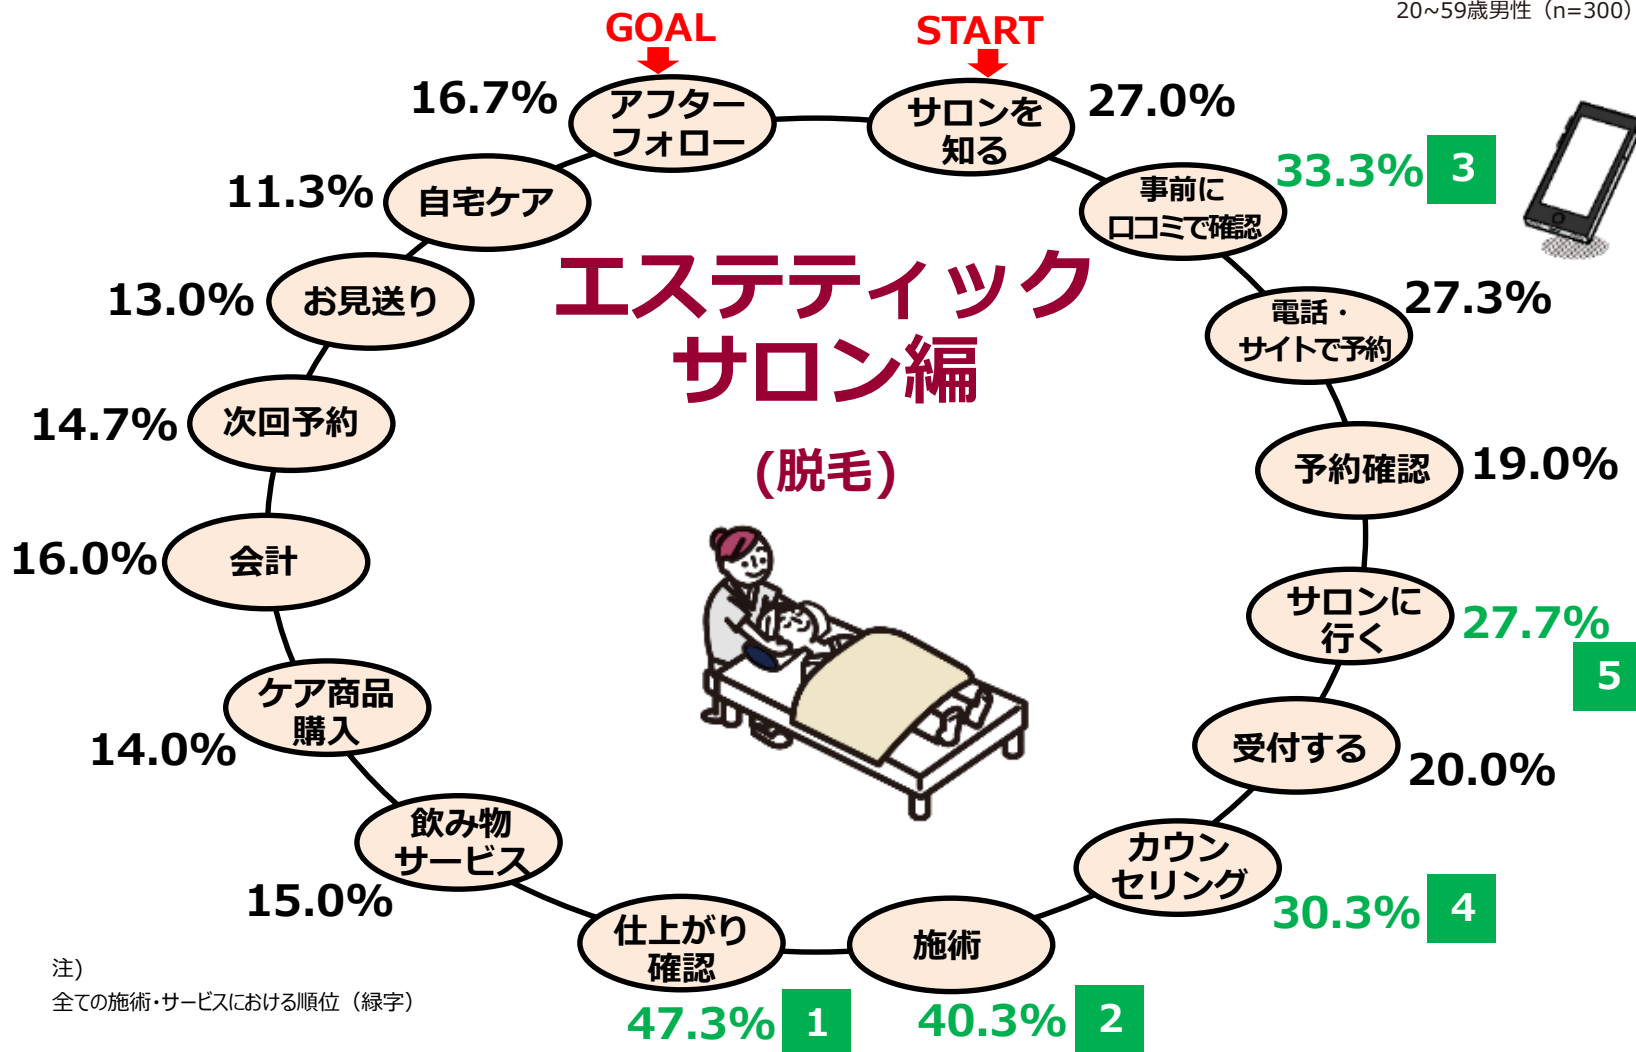 20~59歳男性（n=300）
GOAL
START
アフター
フォロー
16.7%
サロンを
知る
27.0%
事前に
口コミで確認
33.3%
3
電話・
サイトで予約
27.3%
予約確認
19.0%
サロンに
行く
27.7%
5
受付する
20.0%
カウン
セリング
30.3%
4
施術
40.3%
2
仕上がり
確認
47.3%
1
飲み物
サービス
15.0%
ケア商品
購入
14.0%
会計
16.0%
次回予約
14.7%
お見送り
13.0%
自宅ケア
11.3%
エステティック
サロン編
(脱毛)
注)
全ての施術・サービスにおける順位（緑字）